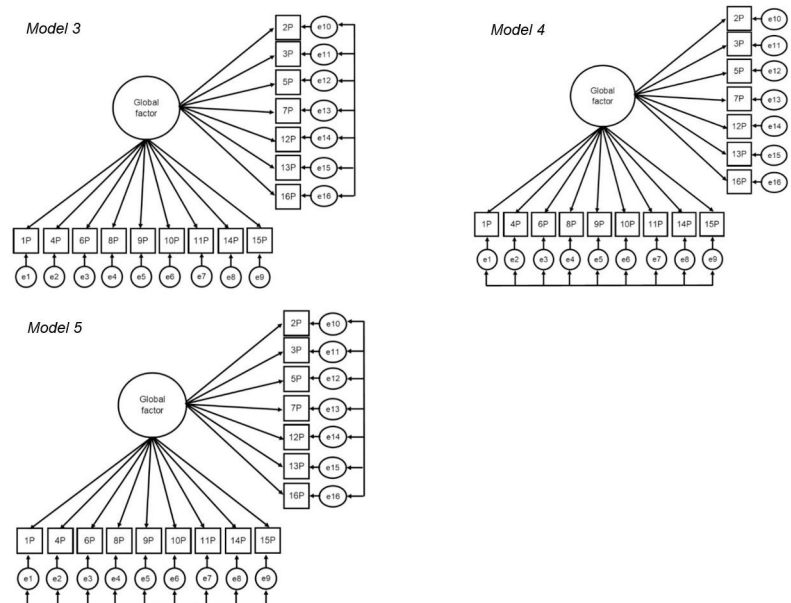 Model 3
Global
factor
2P e10
3P e11
5P e12
7P e13
12P e14
13P e15
16P e16
1P 4P 6P 8P 9P 10P 11P 14P 15P
e1 e2 e3 e4 e5 e6 e7 e8 e9
Model 4
Global
factor
2P e10
3P e11
5P e12
7P e13
12P e14
13P e15
16P e16
1P 4P 6P 8P 9P 10P 11P 14P 15P
e1 e2 e3 e4 e5 e6 e7 e8 e9
Model 5
Global
factor
2P e10
3P e11
5P e12
7P e13
12P e14
13P e15
16P e16
1P 4P 6P 8P 9P 10P 11P 14P 15P
e1 e2 e3 e4 e5 e6 e7 e8 e9